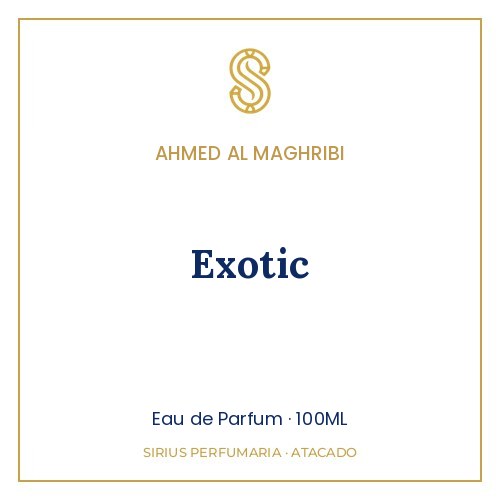 AHMED AL MAGHRIBI
Exotic
Eau de Parfum · 100ML
SIRIUS PERFUMARIA · ATACADO